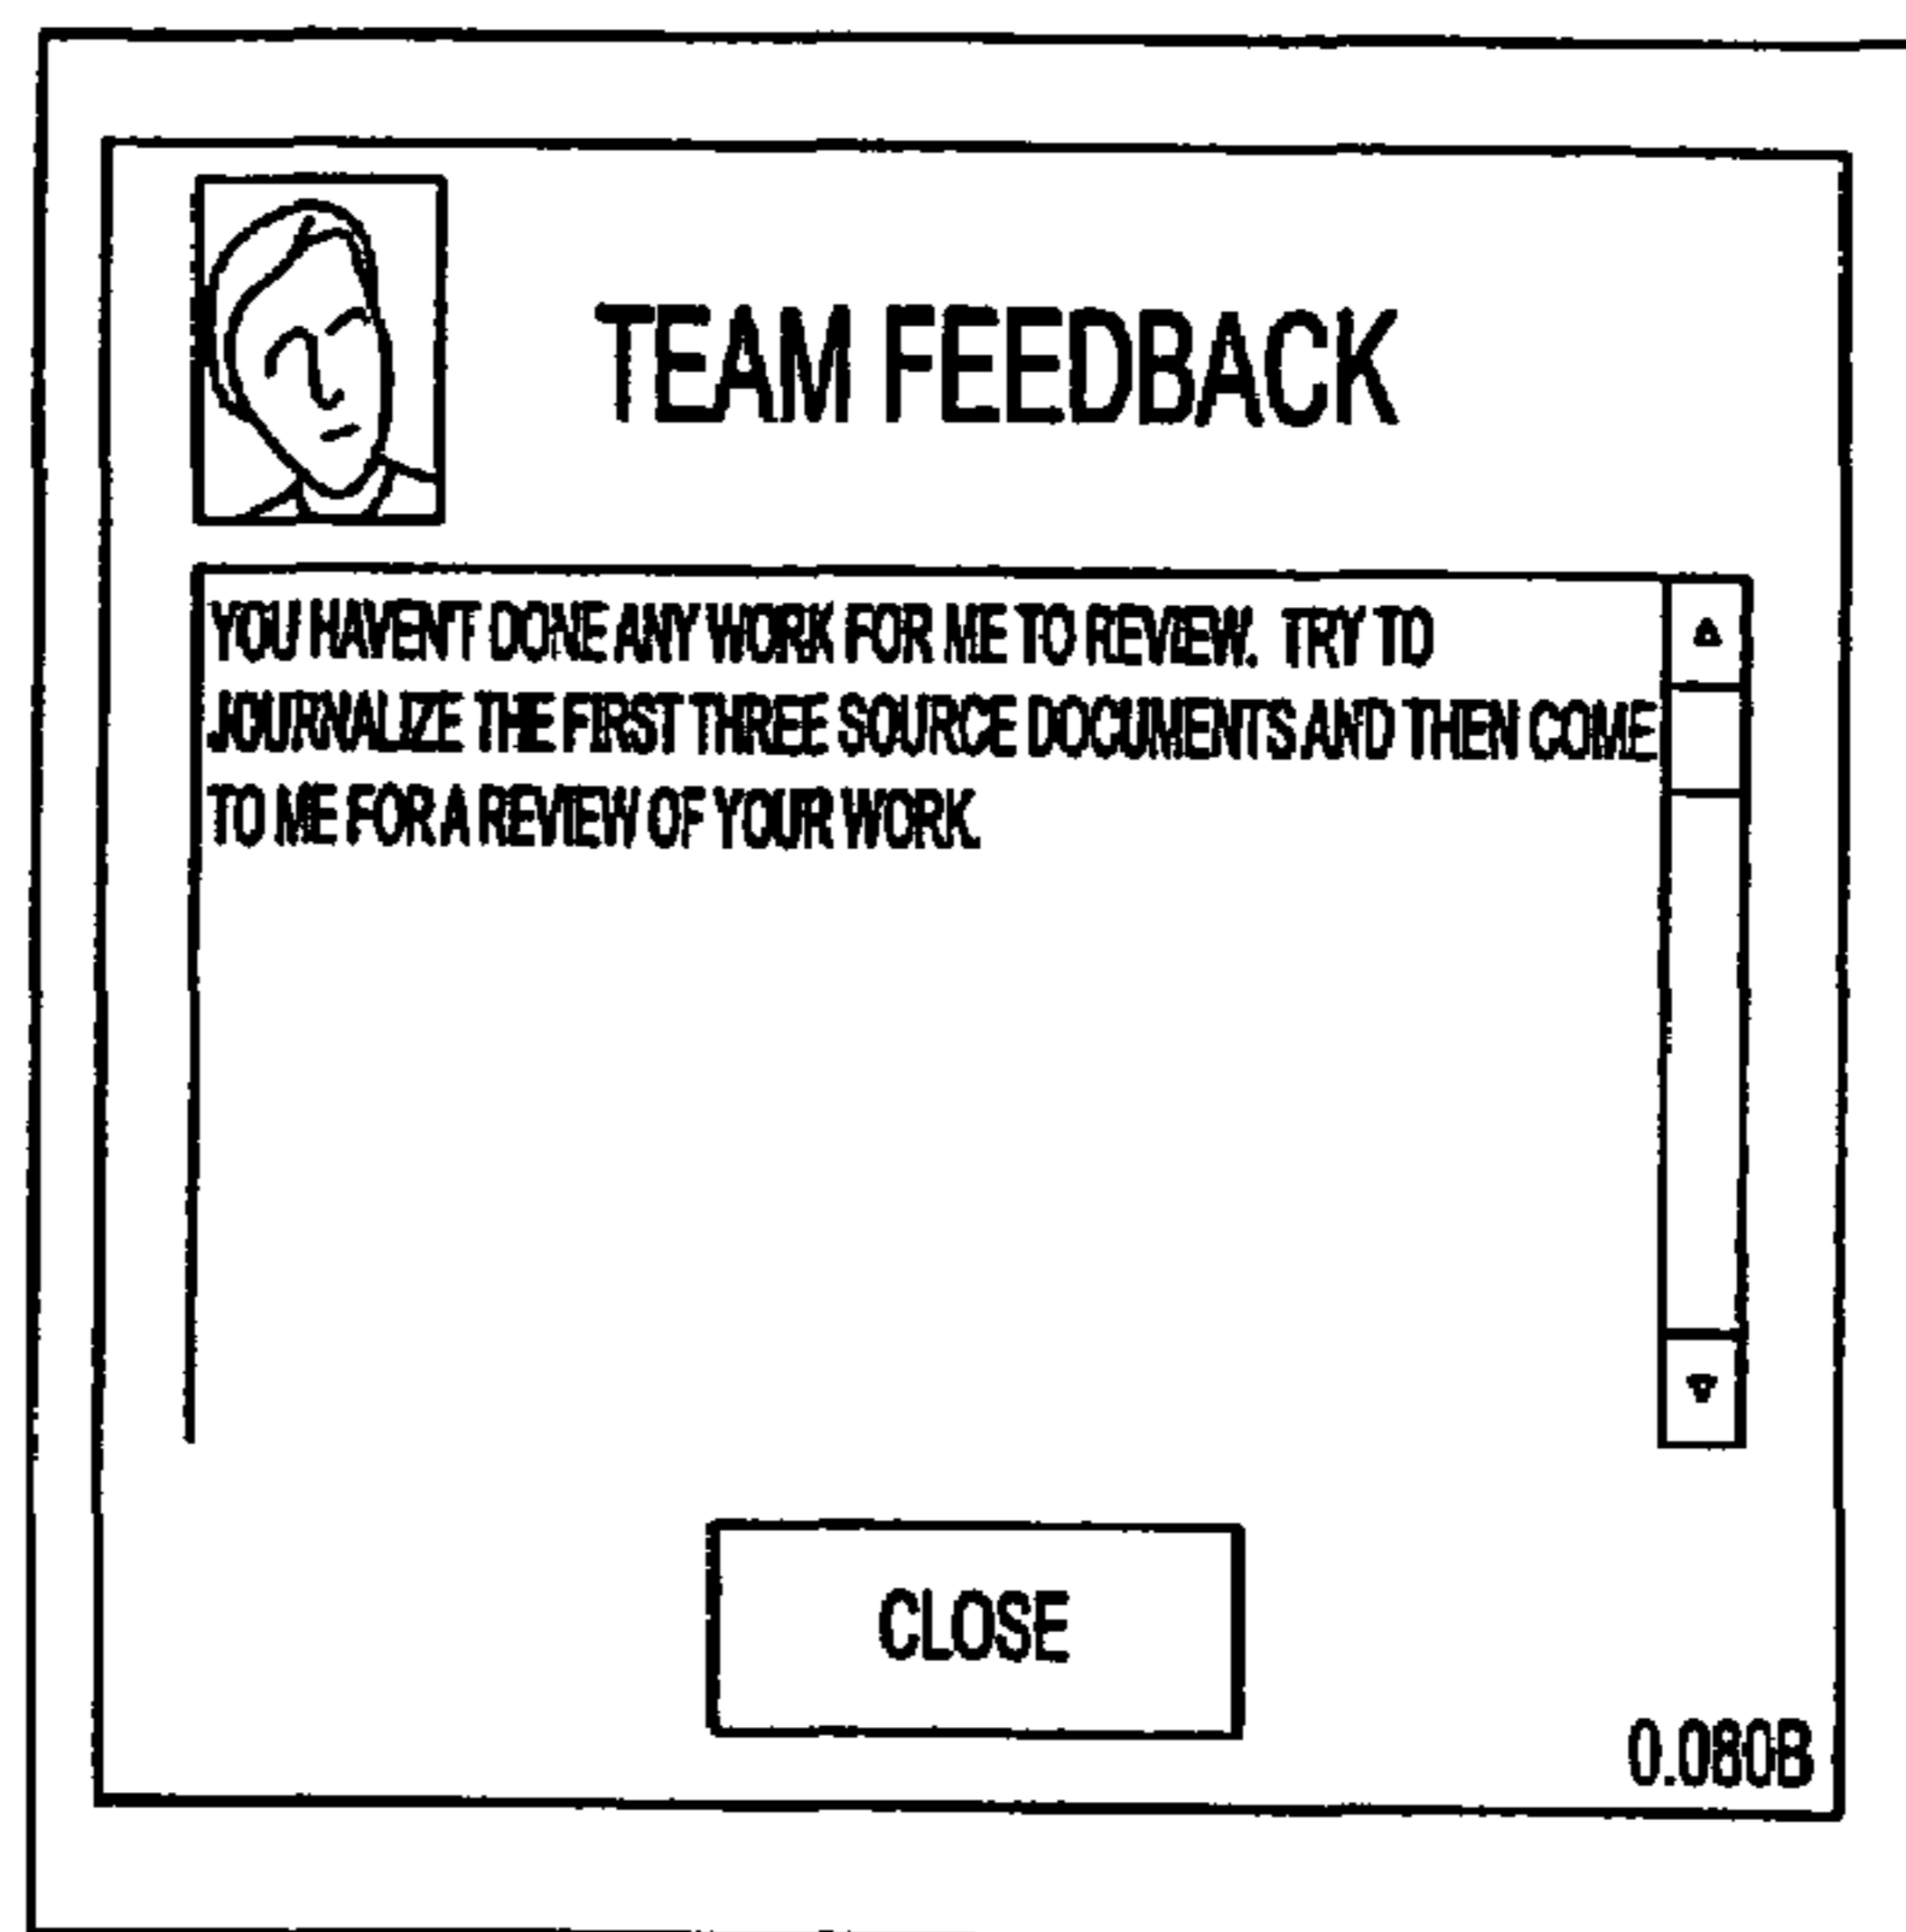 TEAM FEEDBACK
YOU HAVEN'T DONE ANY WORK FOR ME TO REVIEW. TRY TO
JOURNALIZE THE FIRST THREE SOURCE DOCUMENTS AND THEN COME
TO ME FOR A REVIEW OF YOUR WORK.
CLOSE
0.080B